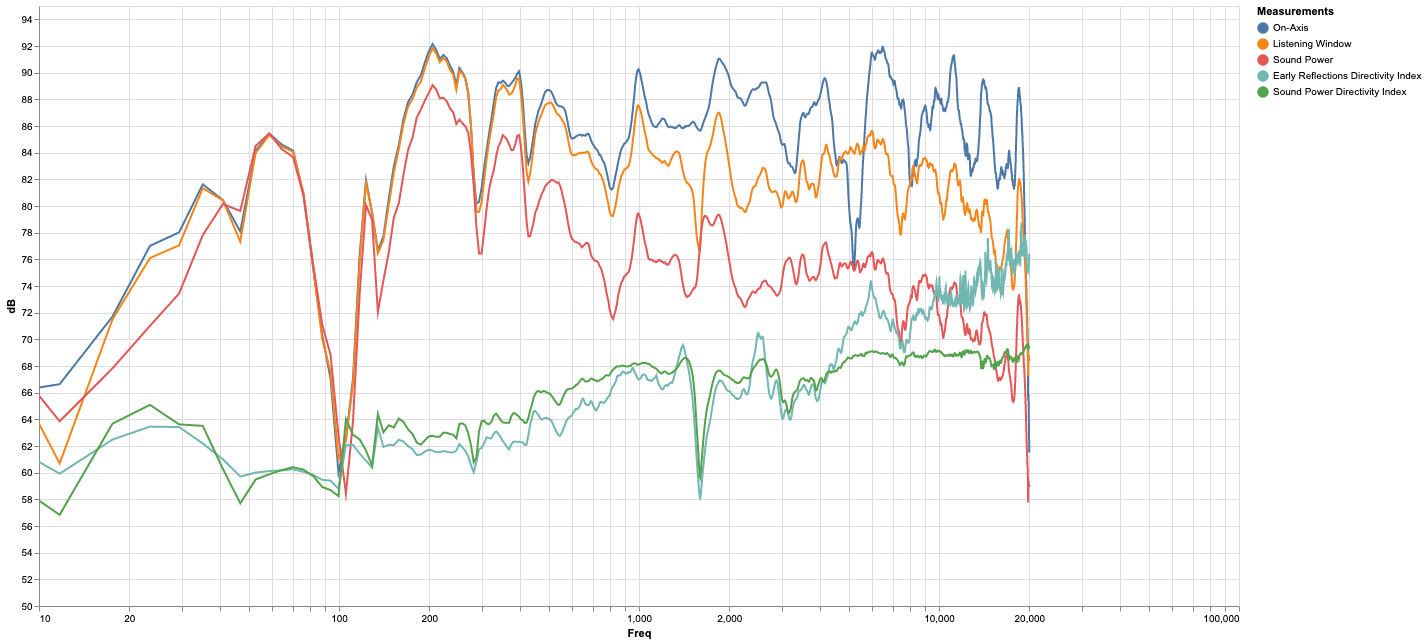 Measurements
On-Axis
Listening Window
Sound Power
Early Reflections Directivity Index
Sound Power Directivity Index
94
92
90
88
86
84
82
80
78
76
74
72
70
68
66
64
62
60
58
56
54
52
50
dB
10 20 100 200 1,000 2,000 10,000 20,000 100,000
Freq